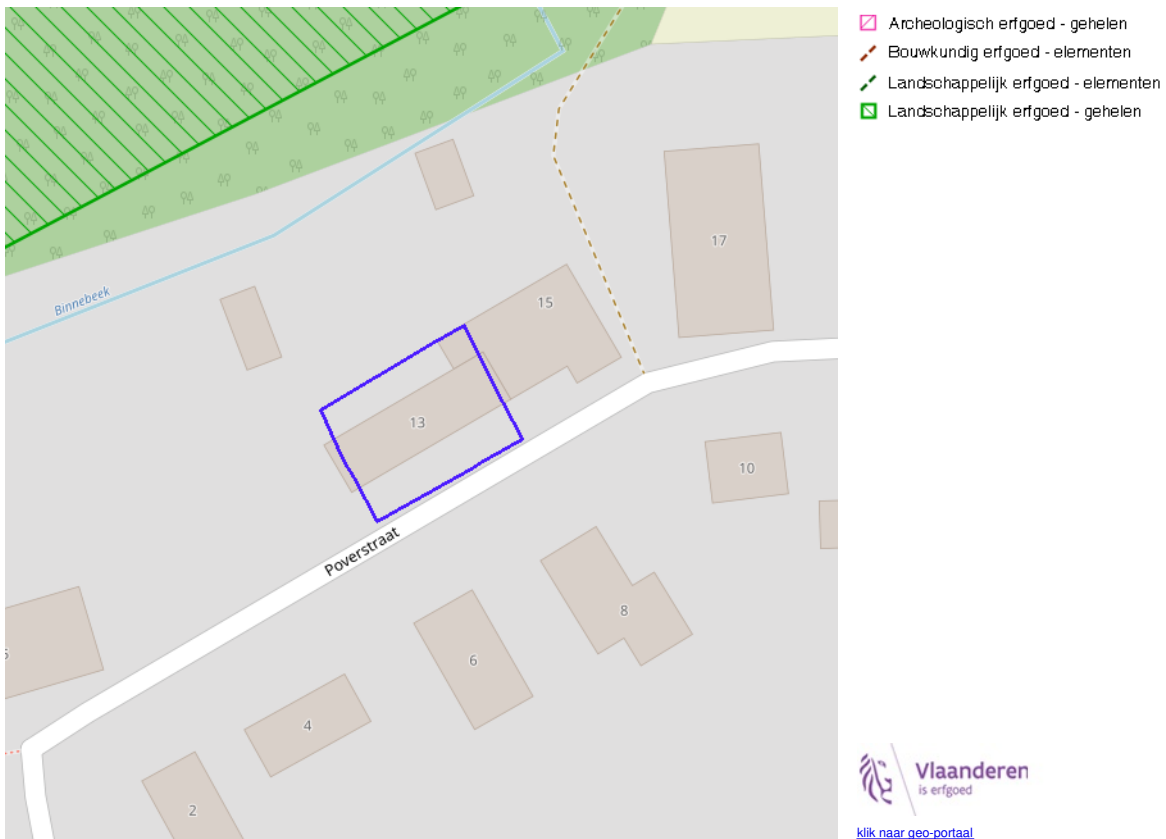 Archeologisch erfgoed - gehelen
Bouwkundig erfgoed - elementen
Landschappelijk erfgoed - elementen
Landschappelijk erfgoed - gehelen
17
Binnebeek
15
13
10
Poverstraat
8
6
4
2
Vlaanderen
is erfgoed
klik naar geo-portaal